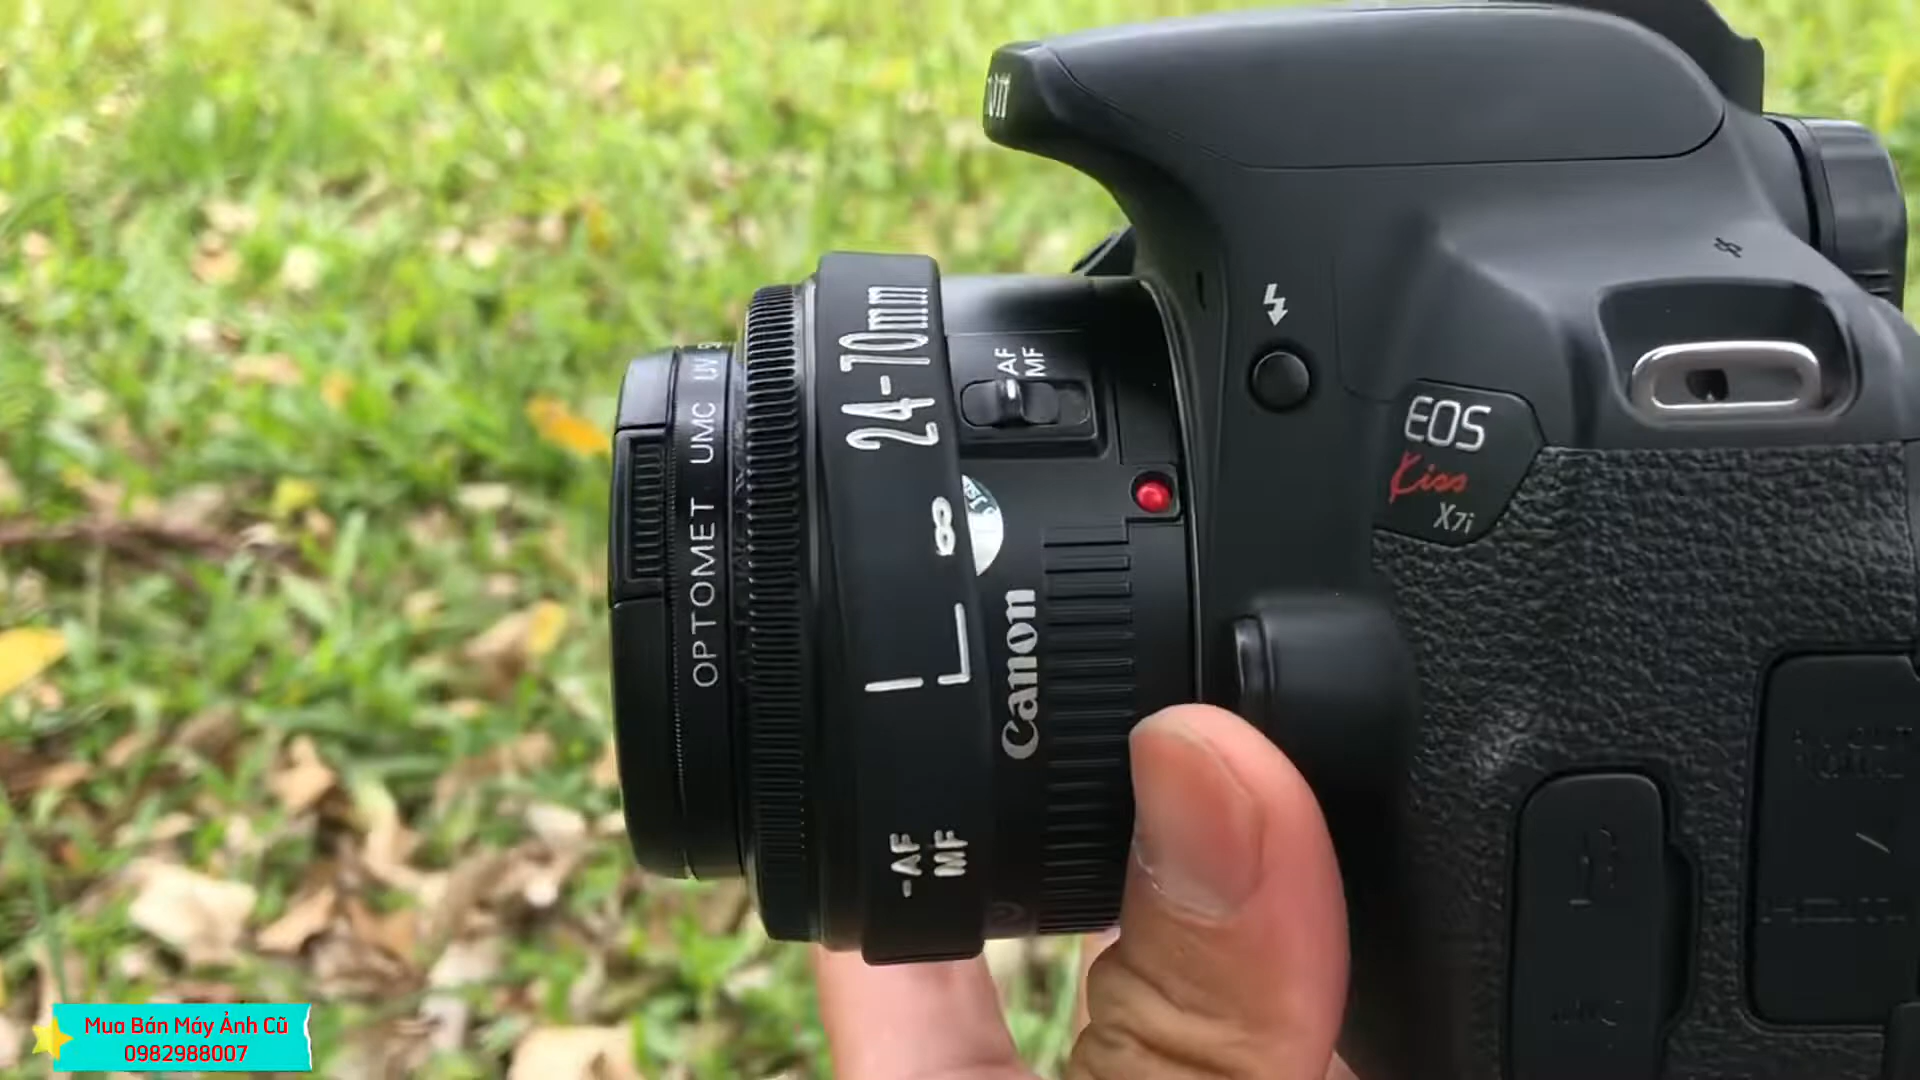 EOS
Kiss
X7i
AF
MF
24-70mm
∞
Canon
OPTOMET UMC UV
-AF
MF
Mua Bán Máy Ảnh Cũ
0982988007